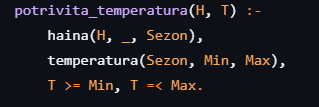 potrivita_temperatura(H, T) :-
    haina(H, _, Sezon),
    temperatura(Sezon, Min, Max),
    T >= Min, T =< Max.